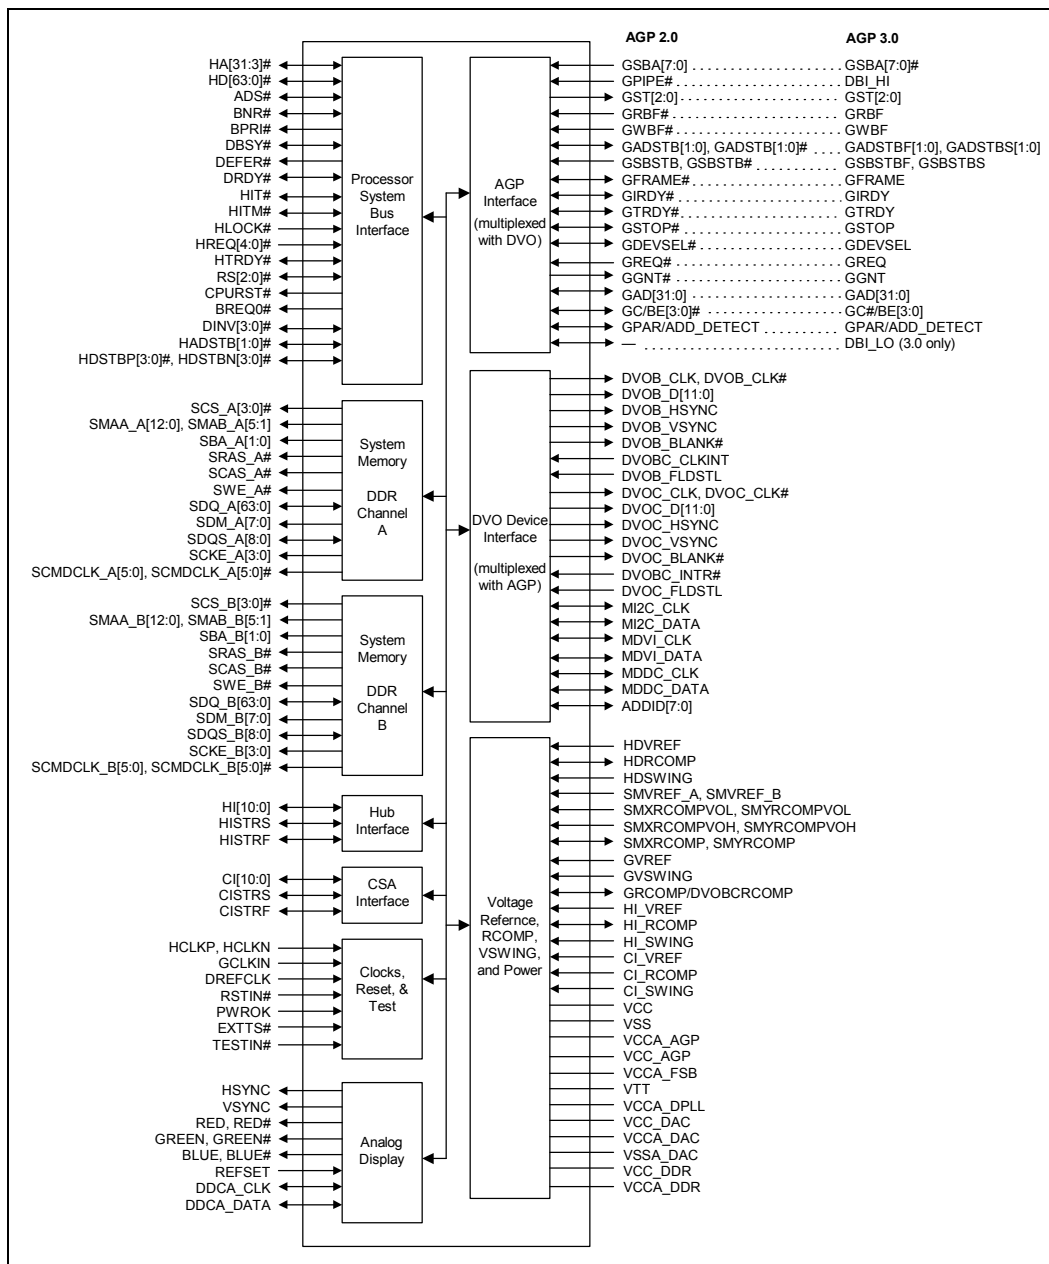 AGP 2.0 AGP 3.0
HA[31:3]#
HD[63:0]#
ADS#
BNR#
BPRI#
DBSY#
DEFER#
DRDY#
HIT#
HITM#
HLOCK#
HREQ[4:0]#
HTRDY#
RS[2:0]#
CPURST#
BREQ0#
DINV[3:0]#
HADSTB[1:0]#
HDSTBP[3:0]#, HDSTBN[3:0]#
Processor
System
Bus
Interface
SCS_A[3:0]#
SMAA_A[12:0], SMAB_A[5:1]
SBA_A[1:0]
SRAS_A#
SCAS_A#
SWE_A#
SDQ_A[63:0]
SDM_A[7:0]
SDQS_A[8:0]
SCKE_A[3:0]
SCMDCLK_A[5:0], SCMDCLK_A[5:0]#
System
Memory
DDR
Channel
A
SCS_B[3:0]#
SMAA_B[12:0], SMAB_B[5:1]
SBA_B[1:0]
SRAS_B#
SCAS_B#
SWE_B#
SDQ_B[63:0]
SDM_B[7:0]
SDQS_B[8:0]
SCKE_B[3:0]
SCMDCLK_B[5:0], SCMDCLK_B[5:0]#
System
Memory
DDR
Channel
B
HI[10:0]
HISTRS
HISTRF
Hub
Interface
CI[10:0]
CISTRS
CISTRF
CSA
Interface
HCLKP, HCLKN
GCLKIN
DREFCLK
RSTIN#
PWROK
EXTTS#
TESTIN#
Clocks,
Reset, &
Test
HSYNC
VSYNC
RED, RED#
GREEN, GREEN#
BLUE, BLUE#
REFSET
DDCA_CLK
DDCA_DATA
Analog
Display
AGP
Interface
(multiplexed
with DVO)
GSBA[7:0] . . . . . . . . . . . . . . . . . . . . GSBA[7:0]#
GPIPE# . . . . . . . . . . . . . . . . . . . . DBI_HI
GST[2:0] . . . . . . . . . . . . . . . . . . . . GST[2:0]
GRBF# . . . . . . . . . . . . . . . . . . . . GRBF
GWBF# . . . . . . . . . . . . . . . . . . . . GWBF
GADSTB[1:0], GADSTB[1:0]# . . . . GADSTBF[1:0], GADSTBS[1:0]
GSBSTB, GSBSTB# . . . . . . . . . . . . GSBSTBF, GSBSTBS
GFRAME# . . . . . . . . . . . . . . . . . . GFRAME
GIRDY# . . . . . . . . . . . . . . . . . . . . GIRDY
GTRDY# . . . . . . . . . . . . . . . . . . . . GTRDY
GSTOP# . . . . . . . . . . . . . . . . . . . . GSTOP
GDEVSEL# . . . . . . . . . . . . . . . . . GDEVSEL
GREQ# . . . . . . . . . . . . . . . . . . . . GREQ
GGNT# . . . . . . . . . . . . . . . . . . . . GGNT
GAD[31:0] . . . . . . . . . . . . . . . . . . GAD[31:0]
GC/BE[3:0]# . . . . . . . . . . . . . . . . GC#/BE[3:0]
GPAR/ADD_DETECT . . . . . . . . . . GPAR/ADD_DETECT
— . . . . . . . . . . . . . . . . . . . . . . . . DBI_LO (3.0 only)
DVO Device
Interface
(multiplexed
with AGP)
DVOB_CLK, DVOB_CLK#
DVOB_D[11:0]
DVOB_HSYNC
DVOB_VSYNC
DVOB_BLANK#
DVOBC_CLKINT
DVOB_FLDSTL
DVOC_CLK, DVOC_CLK#
DVOC_D[11:0]
DVOC_HSYNC
DVOC_VSYNC
DVOC_BLANK#
DVOBC_INTR#
DVOC_FLDSTL
MI2C_CLK
MI2C_DATA
MDVI_CLK
MDVI_DATA
MDDC_CLK
MDDC_DATA
ADDID[7:0]
Voltage
Refernce,
RCOMP,
VSWING,
and Power
HDVREF
HDRCOMP
HDSWING
SMVREF_A, SMVREF_B
SMXRCOMPVOL, SMYRCOMPVOL
SMXRCOMPVOH, SMYRCOMPVOH
SMXRCOMP, SMYRCOMP
GVREF
GVSWING
GRCOMP/DVOBCRCOMP
HI_VREF
HI_RCOMP
HI_SWING
CI_VREF
CI_RCOMP
CI_SWING
VCC
VSS
VCCA_AGP
VCC_AGP
VCCA_FSB
VTT
VCCA_DPLL
VCC_DAC
VCCA_DAC
VSSA_DAC
VCC_DDR
VCCA_DDR